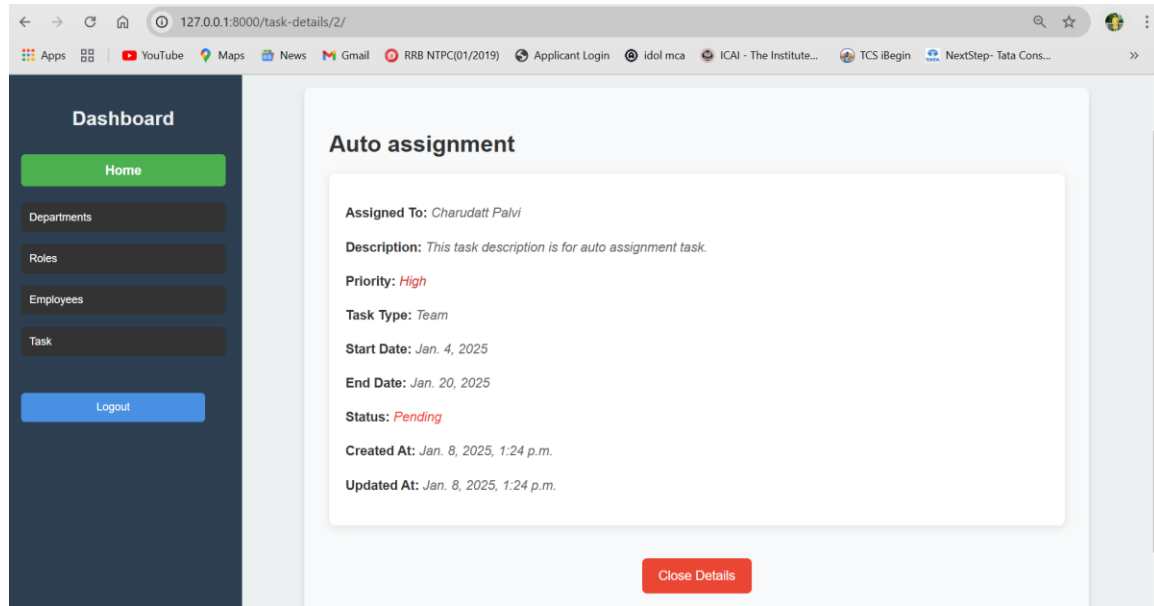 127.0.0.1:8000/task-details/2/
Apps YouTube Maps News Gmail RRB NTPC(01/2019) Applicant Login idol mca ICAI - The Institute... TCS iBegin NextStep- Tata Cons... »
Dashboard
Home
Departments
Roles
Employees
Task
Logout
Auto assignment
Assigned To: Charudatt Palvi
Description: This task description is for auto assignment task.
Priority: High
Task Type: Team
Start Date: Jan. 4, 2025
End Date: Jan. 20, 2025
Status: Pending
Created At: Jan. 8, 2025, 1:24 p.m.
Updated At: Jan. 8, 2025, 1:24 p.m.
Close Details